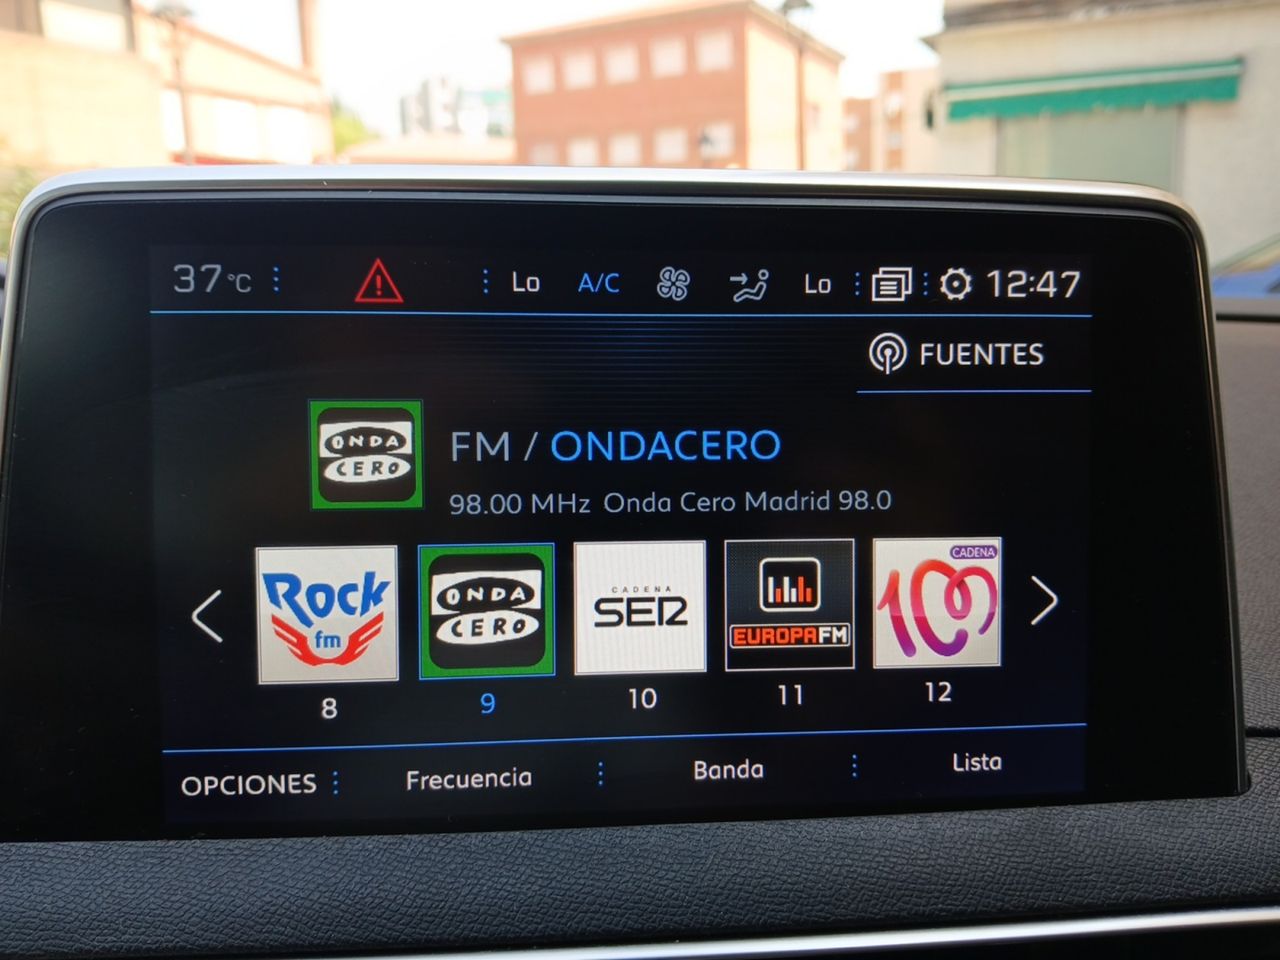 37 °C Lo A/C Lo 12:47
FUENTES
ONDA
CERO
FM / ONDACERO
98.00 MHz Onda Cero Madrid 98.0
Rock
fm
ONDA
CERO
CADENA
SER
EUROPA FM
CADENA
100
8 9 10 11 12
OPCIONES Frecuencia Banda Lista